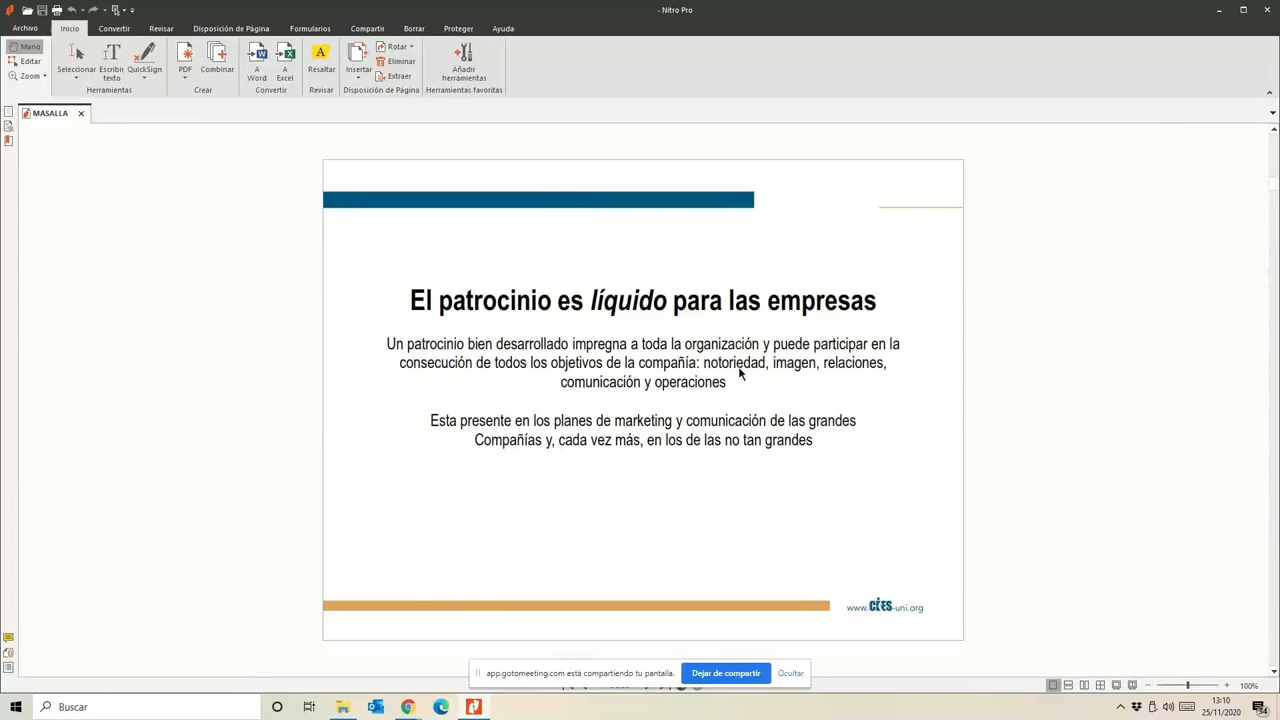 - Nitro Pro
Archivo Inicio Convertir Revisar Disposición de Página Formularios Compartir Borrar Proteger Ayuda
Mano
Editar
Zoom
Seleccionar
Escribir texto
QuickSign
Herramientas
PDF
Combinar
Crear
A Word
A Excel
Convertir
Resaltar
Revisar
Insertar
Rotar
Eliminar
Extraer
Disposición de Página
Añadir herramientas
Herramientas favoritas
MASALLA
El patrocinio es líquido para las empresas
Un patrocinio bien desarrollado impregna a toda la organización y puede participar en la
consecución de todos los objetivos de la compañía: notoriedad, imagen, relaciones,
comunicación y operaciones
Esta presente en los planes de marketing y comunicación de las grandes
Compañías y, cada vez más, en los de las no tan grandes
www.CIES-uni.org
app.gotometing.com está compartiendo tu pantalla. Dejar de compartir Ocultar
100%
Buscar
13:10
25/11/2020
34